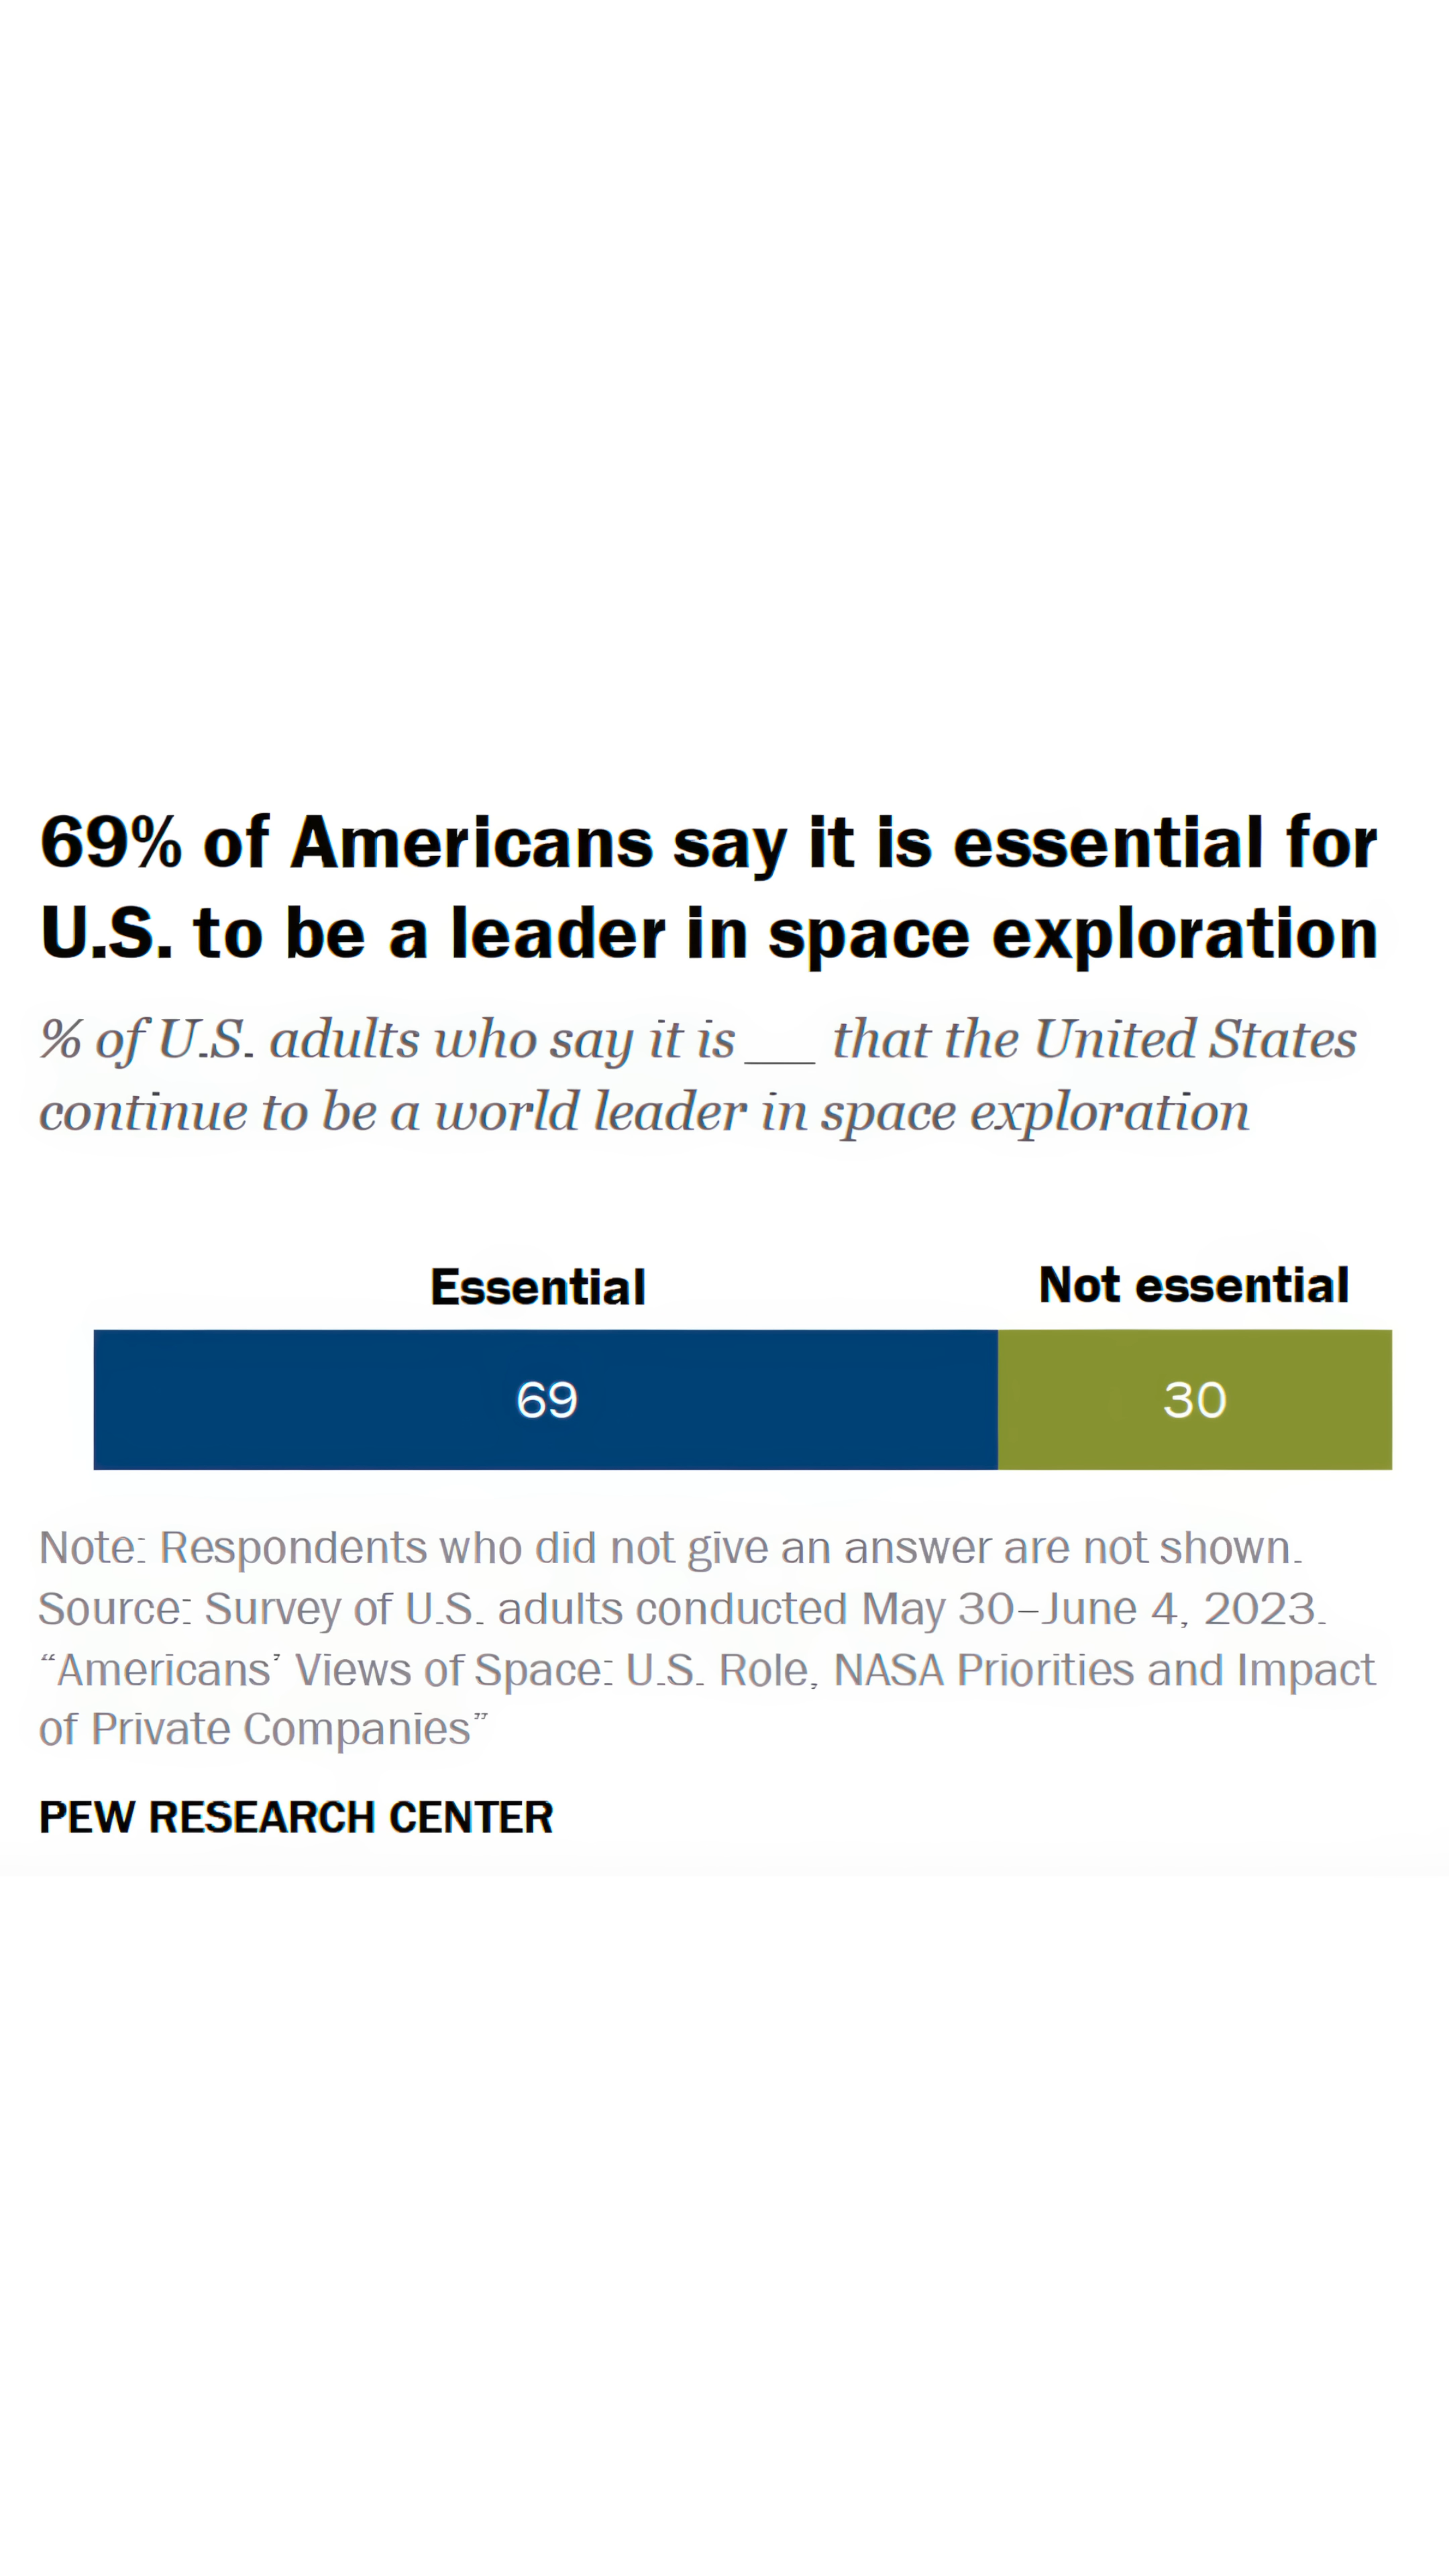 69% of Americans say it is essential for
U.S. to be a leader in space exploration
% of U.S. adults who say it is ___ that the United States
continue to be a world leader in space exploration
Essential Not essential
69 30
Note: Respondents who did not give an answer are not shown.
Source: Survey of U.S. adults conducted May 30–June 4, 2023.
“Americans’ Views of Space: U.S. Role, NASA Priorities and Impact
of Private Companies”
PEW RESEARCH CENTER